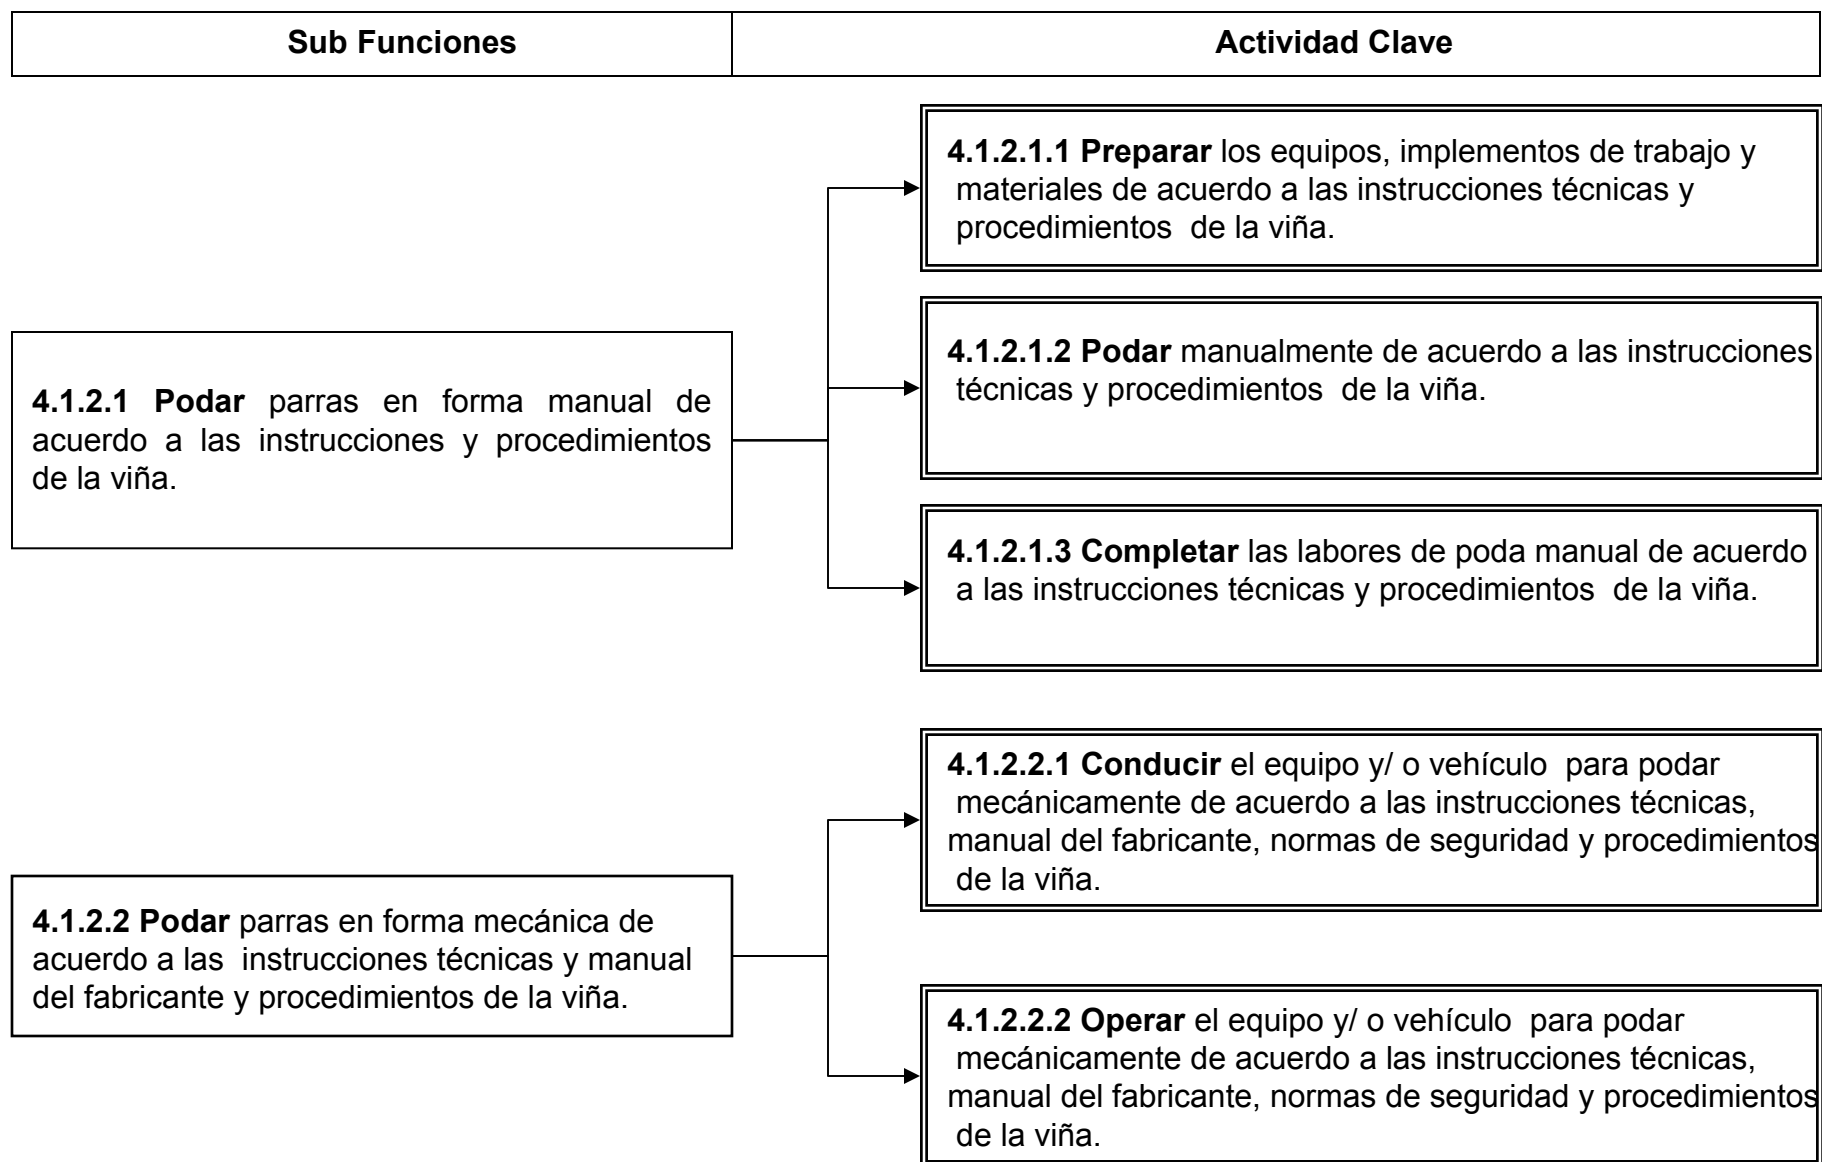 Sub Funciones
Actividad Clave
4.1.2.1 Podar parras en forma manual de
acuerdo a las instrucciones y procedimientos
de la viña.
4.1.2.1.1 Preparar los equipos, implementos de trabajo y
materiales de acuerdo a las instrucciones técnicas y
procedimientos de la viña.
4.1.2.1.2 Podar manualmente de acuerdo a las instrucciones
técnicas y procedimientos de la viña.
4.1.2.1.3 Completar las labores de poda manual de acuerdo
a las instrucciones técnicas y procedimientos de la viña.
4.1.2.2 Podar parras en forma mecánica de
acuerdo a las instrucciones técnicas y manual
del fabricante y procedimientos de la viña.
4.1.2.2.1 Conducir el equipo y/ o vehículo para podar
mecánicamente de acuerdo a las instrucciones técnicas,
manual del fabricante, normas de seguridad y procedimientos
de la viña.
4.1.2.2.2 Operar el equipo y/ o vehículo para podar
mecánicamente de acuerdo a las instrucciones técnicas,
manual del fabricante, normas de seguridad y procedimientos
de la viña.